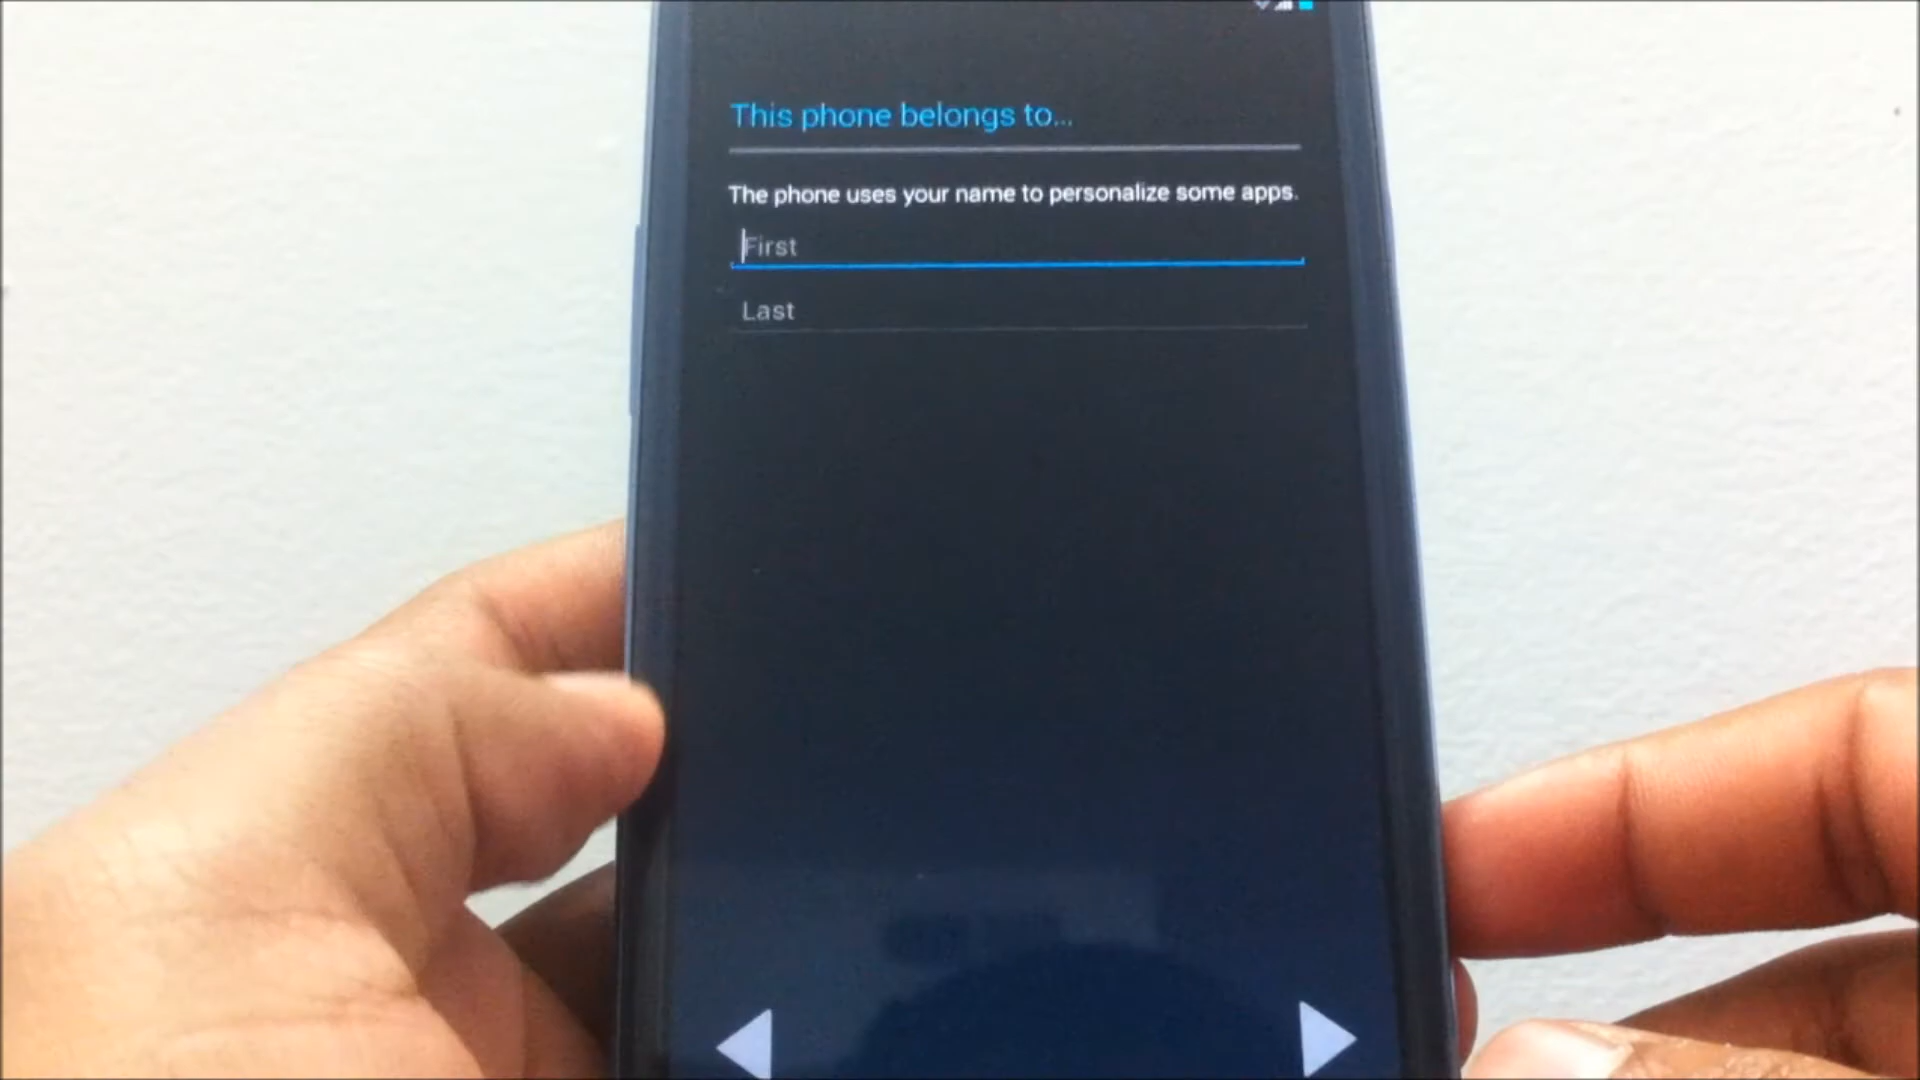 This phone belongs to...
The phone uses your name to personalize some apps.
First
Last